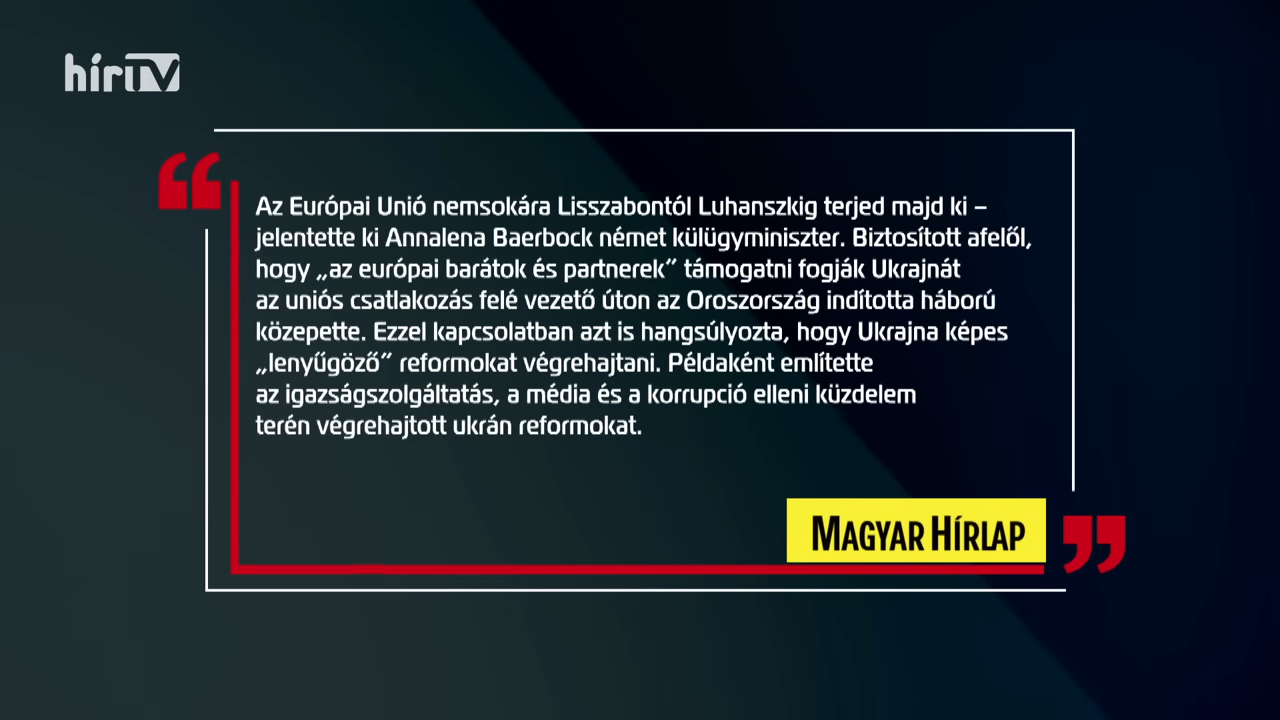 hírTV
“
Az Európai Unió nemsokára Lisszabontól Luhanszkig terjed majd ki –
jelentette ki Annalena Baerbock német külügyminiszter. Biztosított afelől,
hogy „az európai barátok és partnerek” támogatni fogják Ukrajnát
az uniós csatlakozás felé vezető úton az Oroszország indította háború
közepette. Ezzel kapcsolatban azt is hangsúlyozta, hogy Ukrajna képes
„lenyűgöző” reformokat végrehajtani. Példaként említette
az igazságszolgáltatás, a média és a korrupció elleni küzdelem
terén végrehajtott ukrán reformokat.
MAGYAR HÍRLAP
”